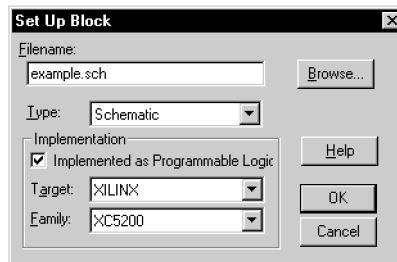 Set Up Block
Filename:
example.sch
Browse...
Type: Schematic
Implementation
Implemented as Programmable Logic
Help
Target: XILINX
OK
Family: XC5200
Cancel